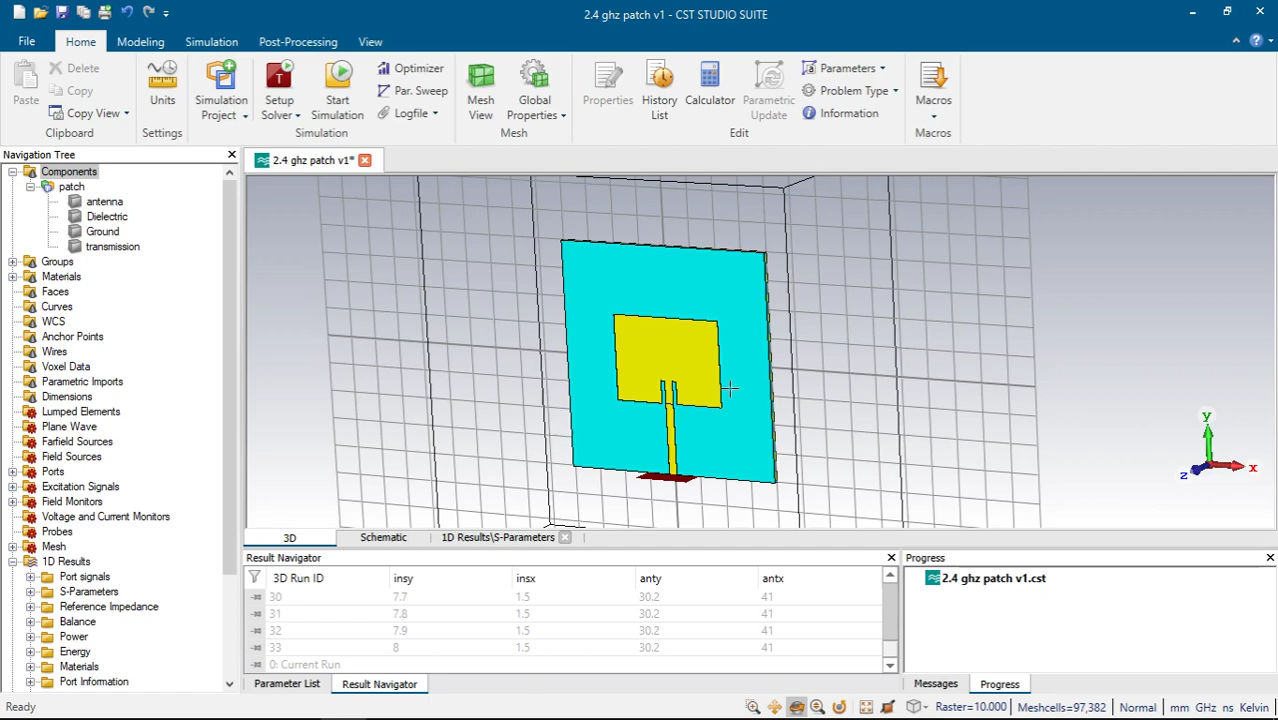 2.4 ghz patch v1 - CST STUDIO SUITE
File Home Modeling Simulation Post-Processing View
Paste
Delete
Copy
Copy View
Clipboard
Units
Settings
Simulation Project
Setup Solver
Start Simulation
Optimizer
Par. Sweep
Logfile
Simulation
Mesh View
Global Properties
Mesh
Properties
History List
Calculator
Parametric Update
Parameters
Problem Type
Information
Edit
Macros
Macros
Navigation Tree
Components
patch
antenna
Dielectric
Ground
transmission
Groups
Materials
Faces
Curves
WCS
Anchor Points
Wires
Voxel Data
Parametric Imports
Dimensions
Lumped Elements
Plane Wave
Farfield Sources
Field Sources
Ports
Excitation Signals
Field Monitors
Voltage and Current Monitors
Probes
Mesh
1D Results
Port signals
S-Parameters
Reference Impedance
Balance
Power
Energy
Materials
Port Information
2.4 ghz patch v1*
y
x
z
3D Schematic 1D Results\S-Parameters
Result Navigator
3D Run ID insy insx anty antx
30 7.7 1.5 30.2 41
31 7.8 1.5 30.2 41
32 7.9 1.5 30.2 41
33 8 1.5 30.2 41
0: Current Run
Parameter List Result Navigator
Progress
2.4 ghz patch v1.cst
Messages Progress
Ready
Raster=10.000 Meshcells=97,382 Normal mm GHz ns Kelvin